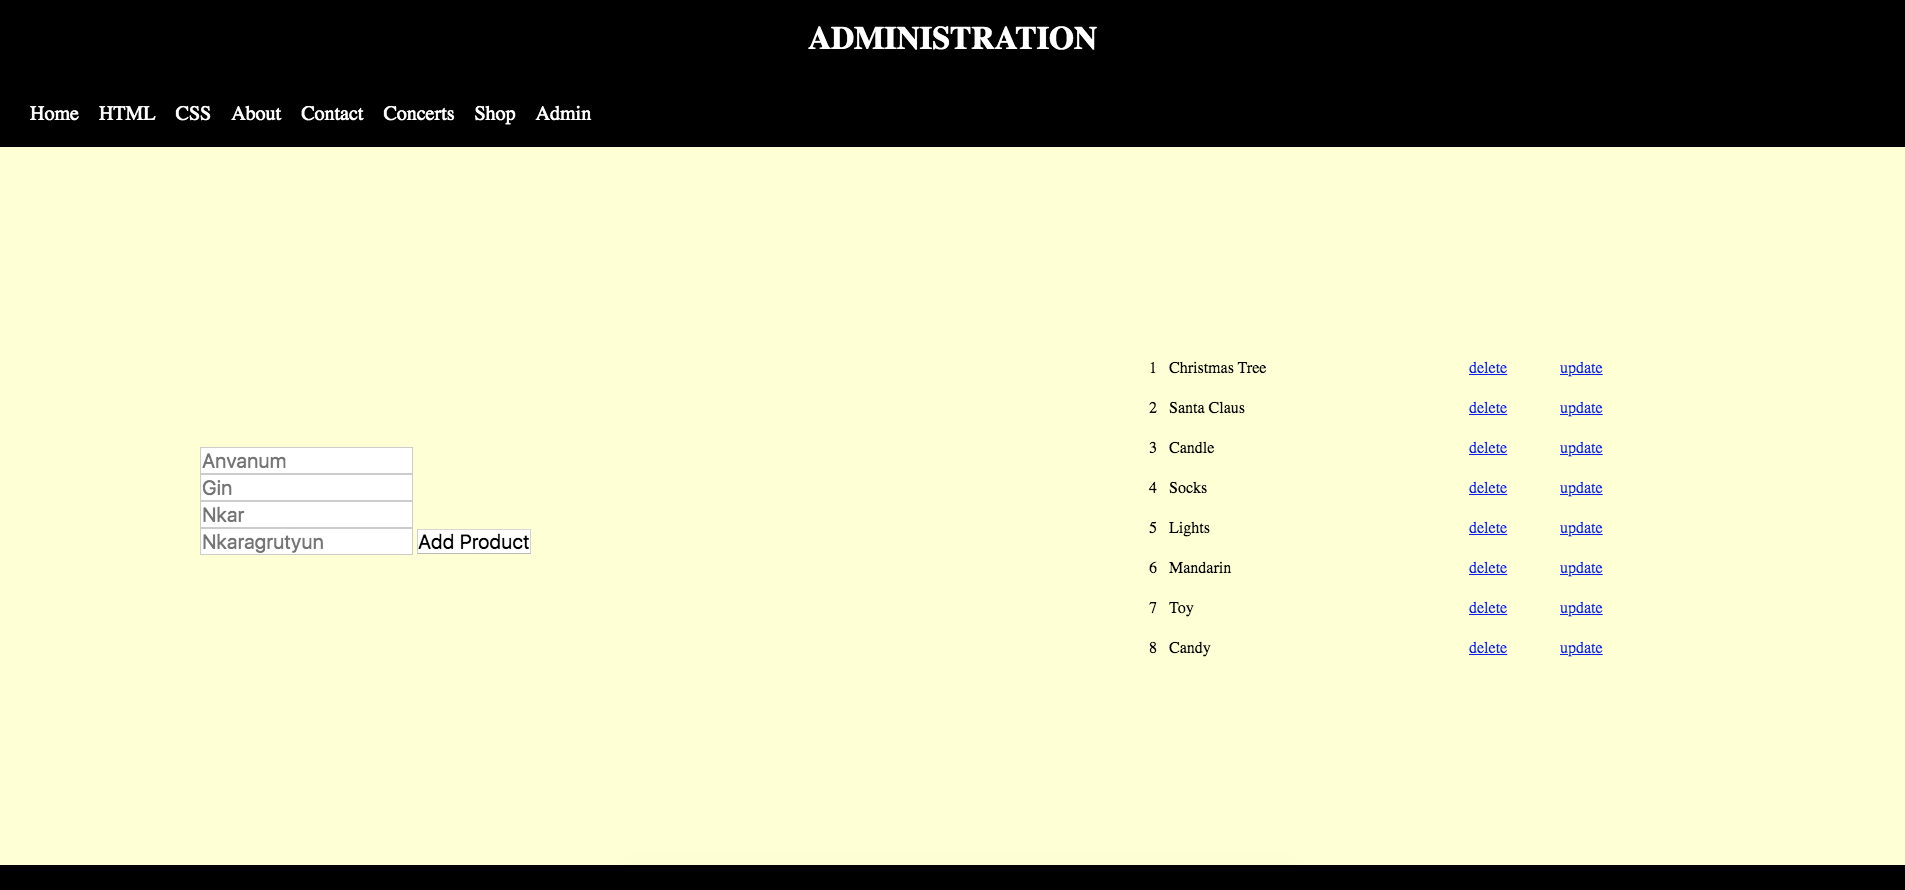 ADMINISTRATION
Home HTML CSS About Contact Concerts Shop Admin
Anvanum
Gin
Nkar
Nkaragrutyun Add Product
1 Christmas Tree delete update
2 Santa Claus delete update
3 Candle delete update
4 Socks delete update
5 Lights delete update
6 Mandarin delete update
7 Toy delete update
8 Candy delete update